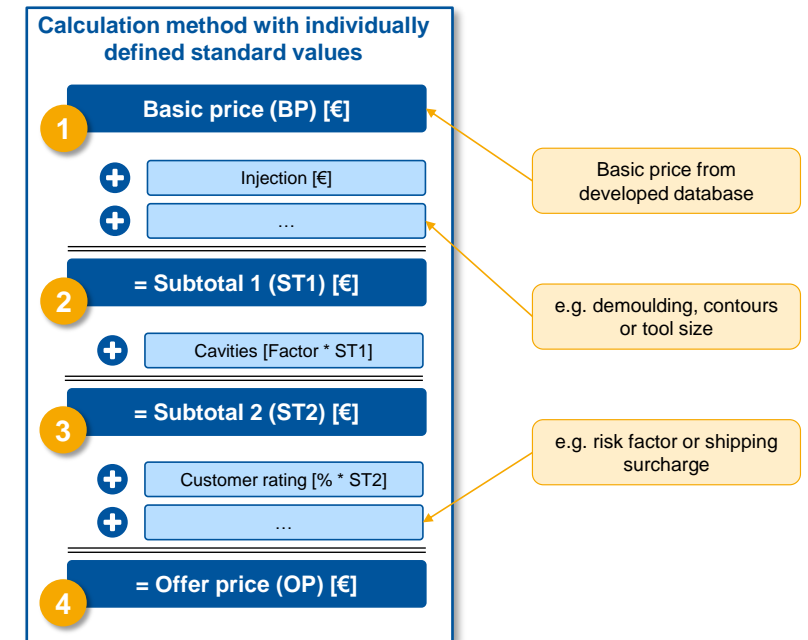 Calculation method with individually
defined standard values
1
Basic price (BP) [€]
Basic price from
developed database
Injection [€]
…
2
= Subtotal 1 (ST1) [€]
e.g. demoulding, contours
or tool size
Cavities [Factor * ST1]
3
= Subtotal 2 (ST2) [€]
e.g. risk factor or shipping
surcharge
Customer rating [% * ST2]
…
4
= Offer price (OP) [€]